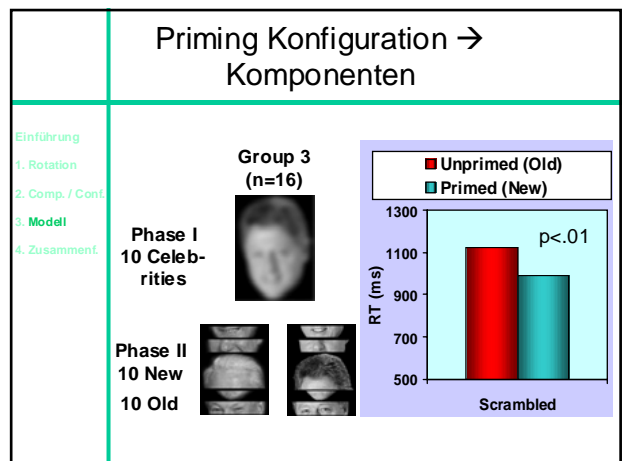 Priming Konfiguration →
Komponenten
Einführung
1. Rotation
2. Comp. / Conf.
3. Modell
4. Zusammenf.
Group 3
(n=16)
Phase I
10 Celeb-
rities
Phase II
10 New
10 Old
Unprimed (Old)
Primed (New)
1300
1100
900
700
500
RT (ms)
p<.01
Scrambled